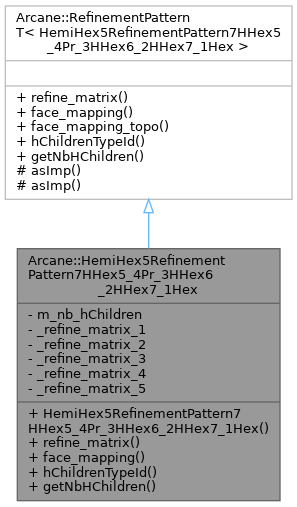 Arcane::RefinementPattern
T< HemiHex5RefinementPattern7HHex5
_4Pr_3HHex6_2HHex7_1Hex >
+ refine_matrix()
+ face_mapping()
+ face_mapping_topo()
+ hChildrenTypeId()
+ getNbHChildren()
# asImp()
# asImp()
Arcane::HemiHex5Refinement
Pattern7HHex5_4Pr_3HHex6
_2HHex7_1Hex
- m_nb_hChildren
- _refine_matrix_1
- _refine_matrix_2
- _refine_matrix_3
- _refine_matrix_4
- _refine_matrix_5
+ HemiHex5RefinementPattern7
HHex5_4Pr_3HHex6_2HHex7_1Hex()
+ refine_matrix()
+ face_mapping()
+ hChildrenTypeId()
+ getNbHChildren()